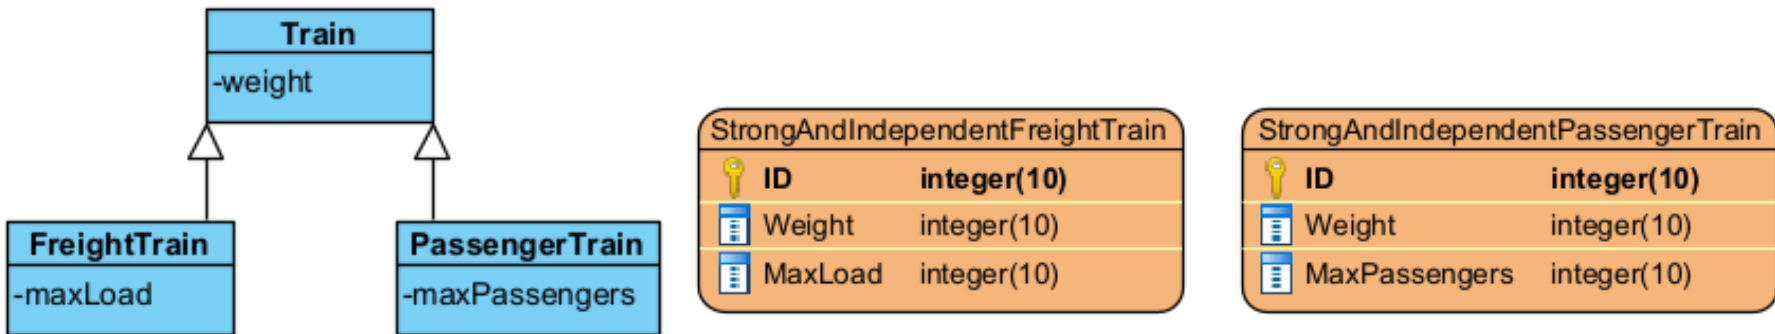 Train
-weight
FreightTrain
-maxLoad
PassengerTrain
-maxPassengers
StrongAndIndependentFreightTrain
ID integer(10)
Weight integer(10)
MaxLoad integer(10)
StrongAndIndependentPassengerTrain
ID integer(10)
Weight integer(10)
MaxPassengers integer(10)